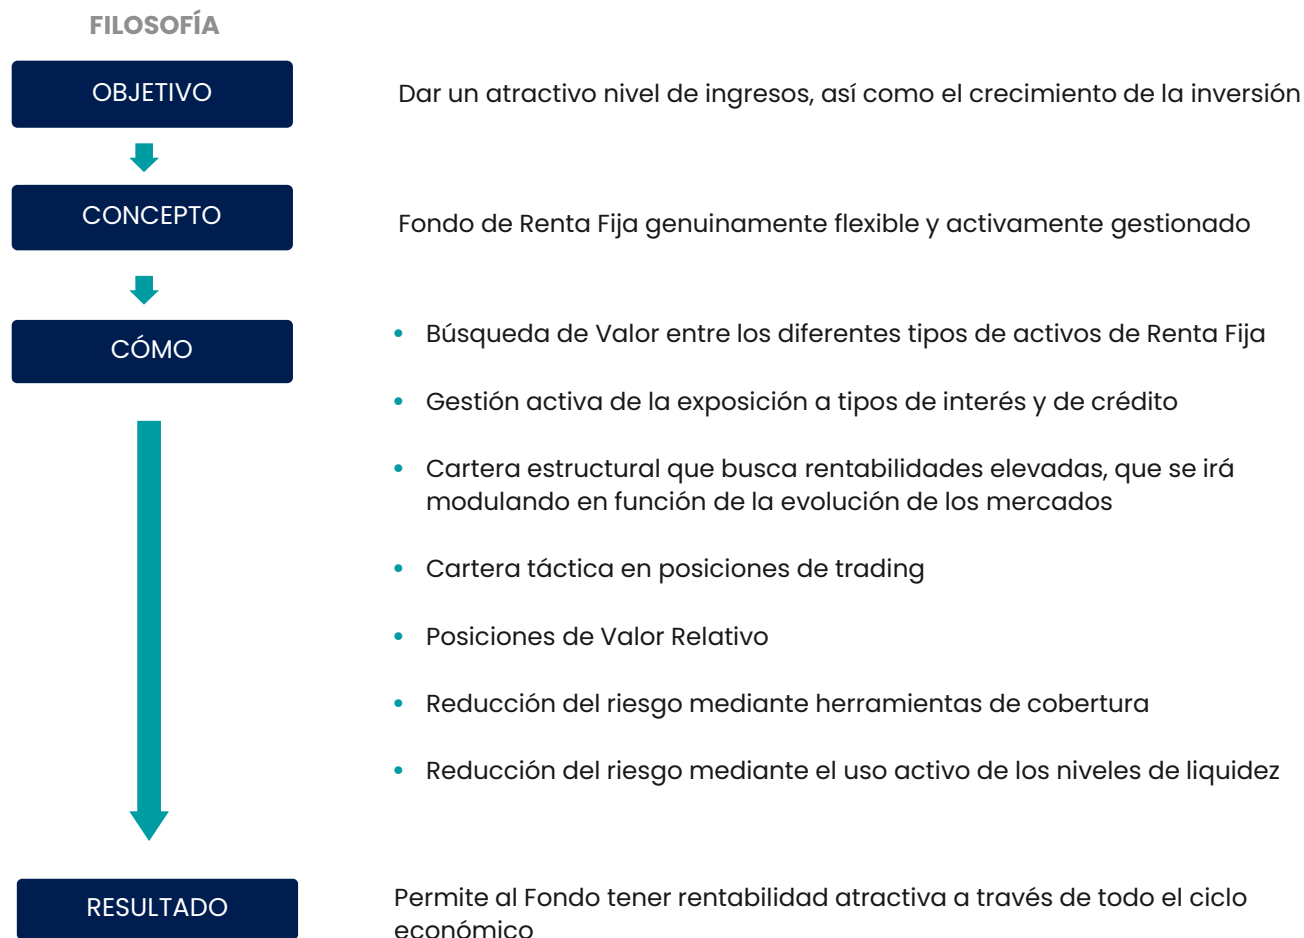 FILOSOFÍA
OBJETIVO
Dar un atractivo nivel de ingresos, así como el crecimiento de la inversión
CONCEPTO
Fondo de Renta Fija genuinamente flexible y activamente gestionado
CÓMO
• Búsqueda de Valor entre los diferentes tipos de activos de Renta Fija
• Gestión activa de la exposición a tipos de interés y de crédito
• Cartera estructural que busca rentabilidades elevadas, que se irá
modulando en función de la evolución de los mercados
• Cartera táctica en posiciones de trading
• Posiciones de Valor Relativo
• Reducción del riesgo mediante herramientas de cobertura
• Reducción del riesgo mediante el uso activo de los niveles de liquidez
RESULTADO
Permite al Fondo tener rentabilidad atractiva a través de todo el ciclo
económico